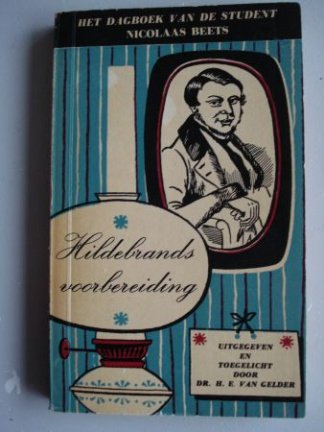 HET DAGBOEK VAN DE STUDENT
NICOLAAS BEETS
Hildebrands
voorbereiding
UITGEGEVEN
EN
TOEGELICHT
DOOR
DR. H. E. VAN GELDER